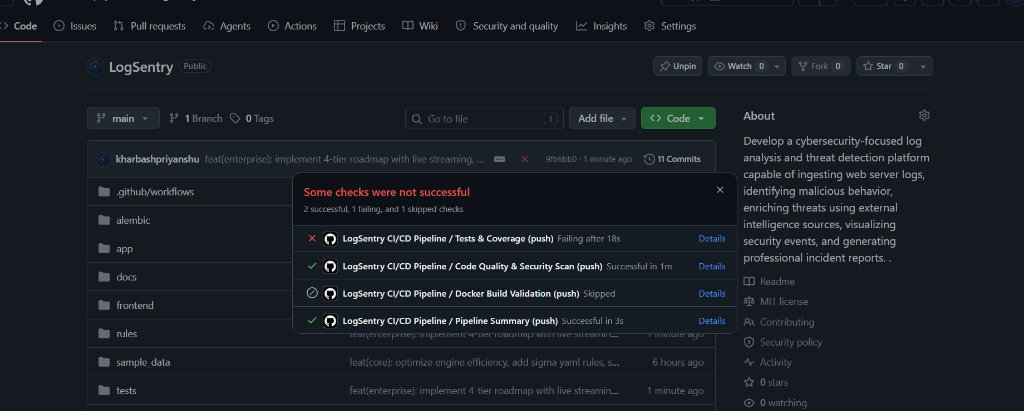 Code Issues Pull requests Agents Actions Projects Wiki Security and quality Insights Settings
LogSentry Public Unpin Watch 0 Fork 0 Star 0
main 1 Branch 0 Tags Go to file Add file Code
kharbashpriyanshu feat(enterprise): implement 4-tier roadmap with live streaming, ... 9fb6bb0 · 1 minute ago 11 Commits
.github/workflows
alembic
app
docs
frontend
rules feat(enterprise): implement 4-tier roadmap with live streamin... 1 minute ago
sample_data feat(core): optimize engine efficiency, add sigma yaml rules, s... 6 hours ago
tests feat(enterprise): implement 4-tier roadmap with live streamin... 1 minute ago
Some checks were not successful
2 successful, 1 failing, and 1 skipped checks
LogSentry CI/CD Pipeline / Tests & Coverage (push) Failing after 18s Details
LogSentry CI/CD Pipeline / Code Quality & Security Scan (push) Successful in 1m Details
LogSentry CI/CD Pipeline / Docker Build Validation (push) Skipped Details
LogSentry CI/CD Pipeline / Pipeline Summary (push) Successful in 3s Details
About
Develop a cybersecurity-focused log
analysis and threat detection platform
capable of ingesting web server logs,
identifying malicious behavior,
enriching threats using external
intelligence sources, visualizing
security events, and generating
professional incident reports. .
Readme
MIT license
Contributing
Security policy
Activity
0 stars
0 watching